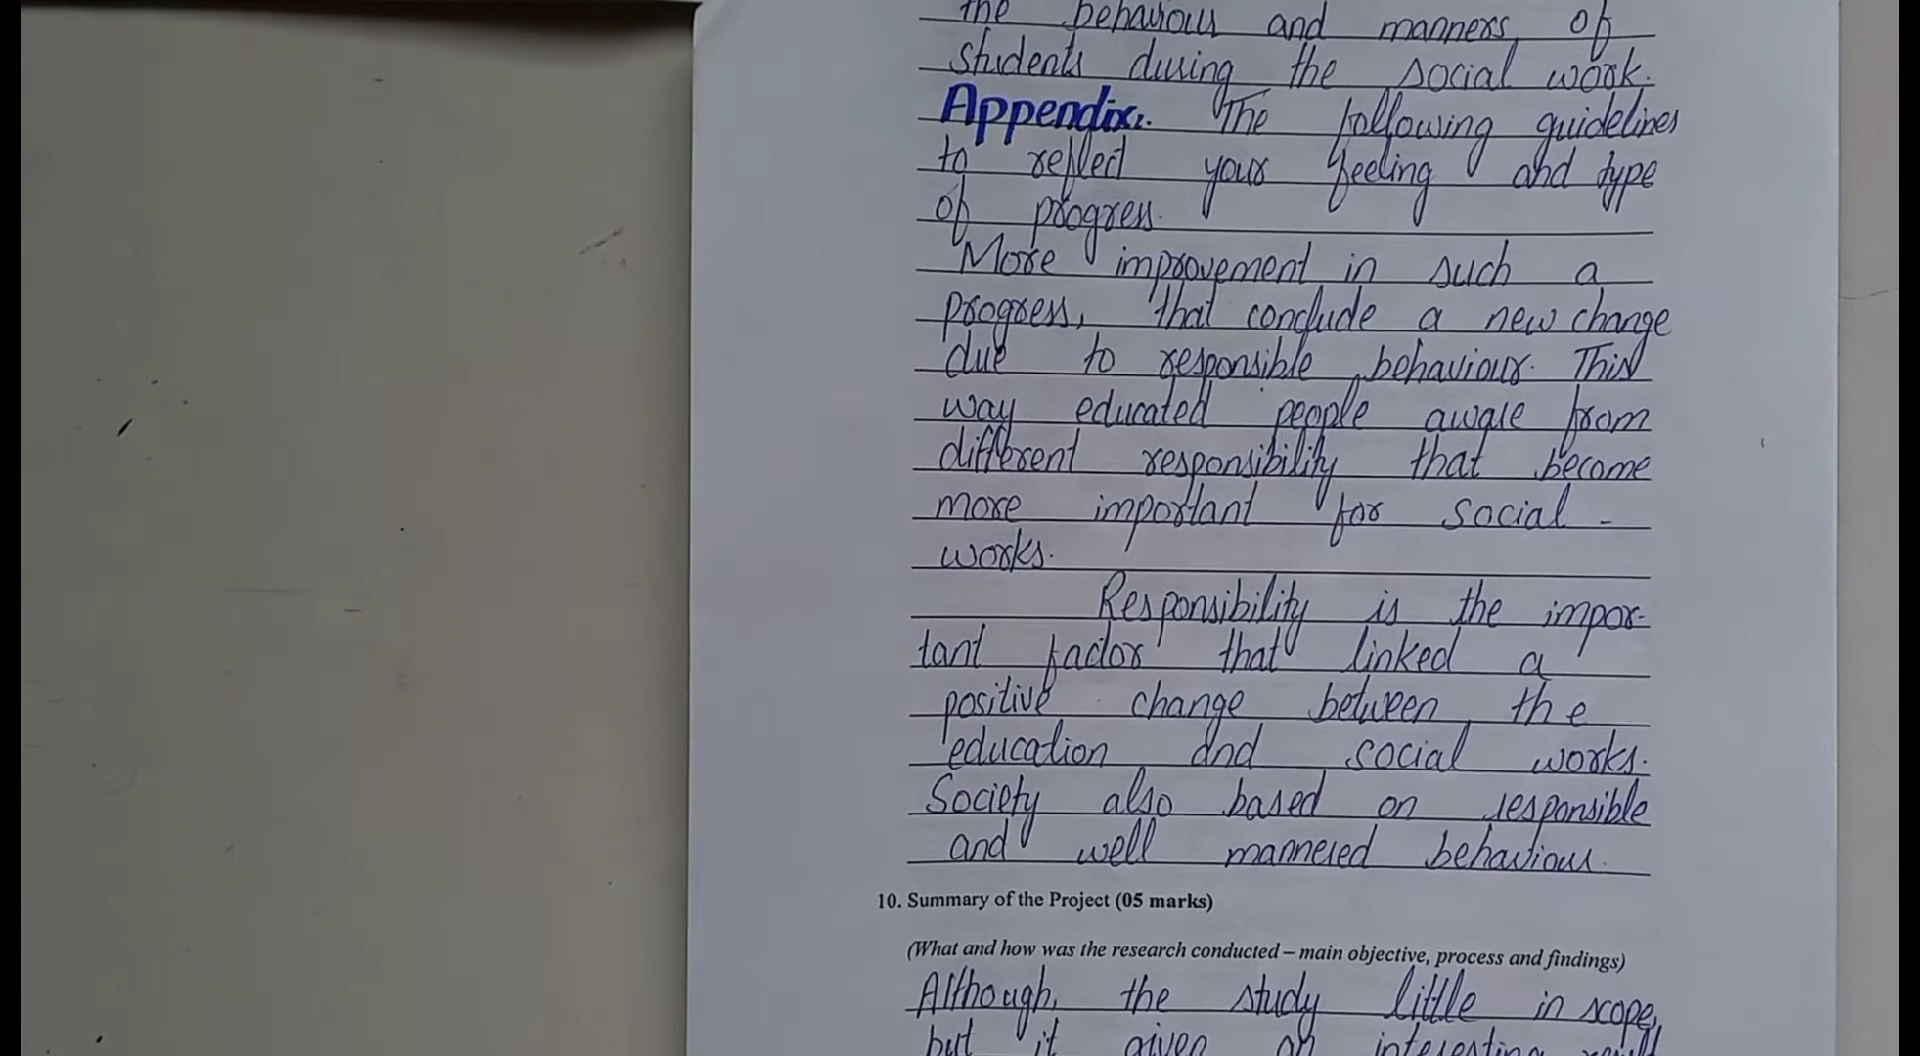 the behaviour and manners of
students during the social work.
Appendix:. The following guidelines
to reflect your feeling and type
of progress.
More improvement in such a
progress, that conclude a new change
due to responsible behaviour. This
way educated people aware from
different responsibility that become
more important for social -
works.
Responsibility is the impor-
tant factor that linked a
positive change between the
education and social works.
Society also based on responsible
and well mannered behaviour.
10. Summary of the Project (05 marks)
(What and how was the research conducted – main objective, process and findings)
Although, the study little in scope,
but it given an interesting